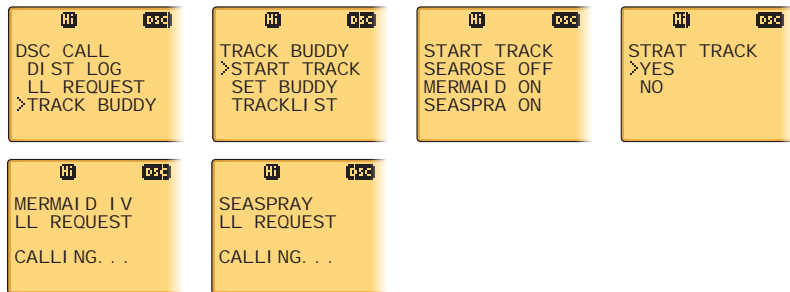 Hi DSC
DSC CALL
DIST LOG
LL REQUEST
>TRACK BUDDY
Hi DSC
TRACK BUDDY
>START TRACK
SET BUDDY
TRACKLIST
Hi DSC
START TRACK
SEAROSE OFF
MERMAID ON
SEASPRA ON
Hi DSC
STRAT TRACK
>YES
NO
Hi DSC
MERMAID IV
LL REQUEST
CALLING...
Hi DSC
SEASPRAY
LL REQUEST
CALLING...